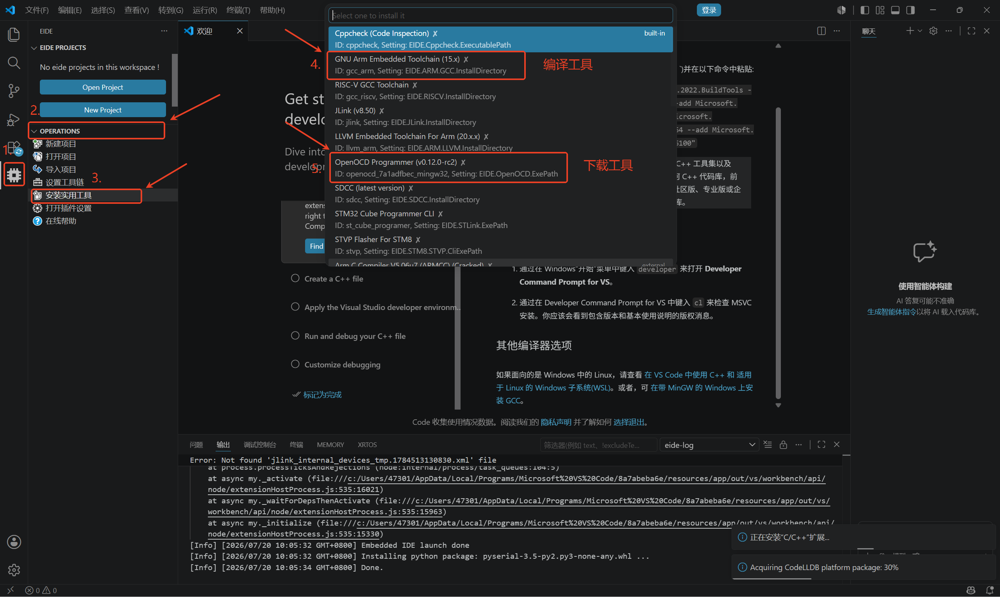 文件(F) 编辑(E) 选择(S) 查看(V) 转到(G) 运行(R) 终端(T) 帮助(H)
Select one to install it
登录
EIDE
欢迎
EIDE PROJECTS
No eide projects in this workspace !
Open Project
New Project
2.
OPERATIONS
新建项目
打开项目
1.
导入项目
设置工具链
3.
安装实用工具
打开插件设置
在线帮助
Cppcheck (Code Inspection) ✗ built-in
ID: cppcheck, Setting: EIDE.Cppcheck.ExecutablePath
4.
GNU Arm Embedded Toolchain (15.x) ✗
ID: gcc_arm, Setting: EIDE.ARM.GCC.InstallDirectory
编译工具
RISC-V GCC Toolchain ✗
ID: gcc_riscv, Setting: EIDE.RISCV.InstallDirectory
JLink (v8.50) ✗
ID: jlink, Setting: EIDE.JLink.InstallDirectory
LLVM Embedded Toolchain For Arm (20.x.x) ✗
ID: llvm_arm, Setting: EIDE.ARM.LLVM.InstallDirectory
5.
OpenOCD Programmer (v0.12.0-rc2) ✗
ID: openocd_7a1adfbec_mingw32, Setting: EIDE.OpenOCD.ExePath
下载工具
SDCC (latest version) ✗
ID: sdcc, Setting: EIDE.SDCC.InstallDirectory
STM32 Cube Programmer CLI ✗
ID: st_cube_programer, Setting: EIDE.STLink.ExePath
STVP Flasher For STM8 ✗
ID: stvp, Setting: EIDE.STM8.STVP.CliExePath
Arm C Compiler V5.06u7 (ARMCC) (Cracked) ✗ external
Get st
develo
Dive into
developm
extens
right t
Comp
Find
Create a C++ file
Apply the Visual Studio developer environm...
Run and debug your C++ file
Customize debugging
标记为完成
`)并在以下命令中粘贴:
.2022.BuildTools -
-add Microsoft.
icrosoft.
64 --add Microsoft.
5100"
C++ 工具集以及
可 C++ 代码库，前
社区版、专业版或企
库。
1. 通过在 Windows“开始”菜单中键入 developer 来打开 Developer
Command Prompt for VS。
2. 通过在 Developer Command Prompt for VS 中键入 cl 来检查 MSVC
安装。你应该会看到包含版本和基本使用说明的版权消息。
其他编译器选项
如果面向的是 Windows 中的 Linux，请查看 在 VS Code 中使用 C++ 和 适用
于 Linux 的 Windows 子系统(WSL)。或者，可 在带 MinGW 的 Windows 上安
装 GCC。
Code 收集使用情况数据。阅读我们的 隐私声明 并了解如何 选择退出。
聊天
使用智能体构建
AI 答复可能不准确
生成智能体指令以将 AI 载入代码库。
问题 输出 调试控制台 终端 MEMORY XRTOS
筛选器(例如 text、!excludeTe...
eide-log
Error: Not found 'jlink_internal_devices_tmp.1784513130830.xml' file
at process.processTicksAndRejections (node:internal/process/task_queues:104:5)
at async my._activate (file:///c:/Users/47301/AppData/Local/Programs/Microsoft%20VS%20Code/8a7abeba6e/resources/app/out/vs/workbench/api/
node/extensionHostProcess.js:535:16021)
at async my._waitForDepsThenActivate (file:///c:/Users/47301/AppData/Local/Programs/Microsoft%20VS%20Code/8a7abeba6e/resources/app/out/vs/
workbench/api/node/extensionHostProcess.js:535:15963)
at async my._initialize (file:///c:/Users/47301/AppData/Local/Programs/Microsoft%20VS%20Code/8a7abeba6e/resources/app/out/vs/workbench/api/
node/extensionHostProcess.js:535:15330)
[Info] [2026/07/20 10:05:32 GMT+0800] Embedded IDE launch done
[Info] [2026/07/20 10:05:32 GMT+0800] Installing python package: pyserial-3.5-py2.py3-none-any.whl ...
[Info] [2026/07/20 10:05:34 GMT+0800] Done.
正在安装“C/C++”扩展...
Acquiring CodeLLDB platform package: 30%
0 0